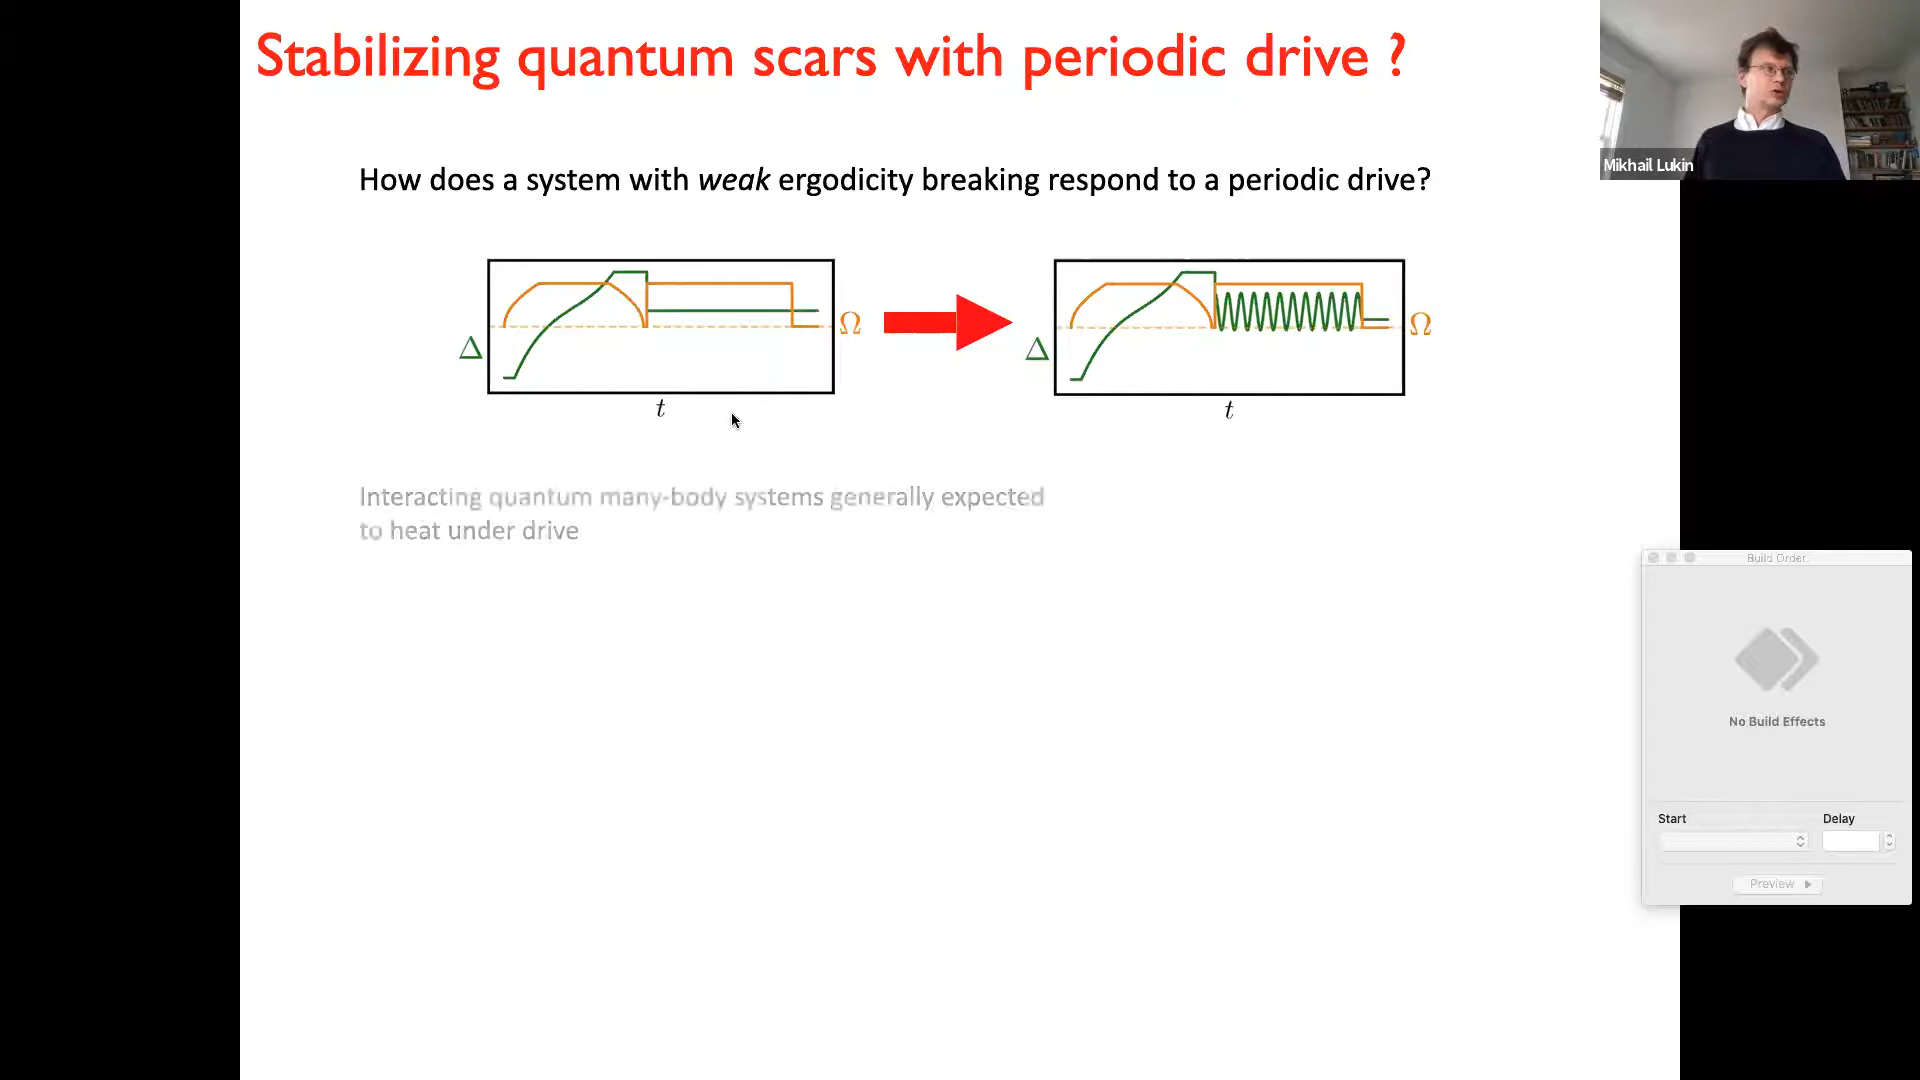 Stabilizing quantum scars with periodic drive ?
Mikhail Lukin
How does a system with weak ergodicity breaking respond to a periodic drive?
Δ
Ω
t
Δ
Ω
t
Interacting quantum many-body systems generally expected
to heat under drive
Build Order
No Build Effects
Start
Delay
Preview